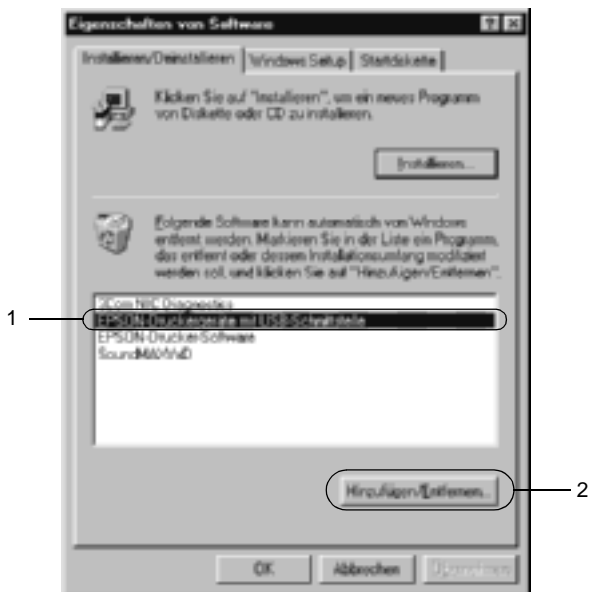 Eigenschaften von Software
Installieren/Deinstallieren Windows Setup Startdiskette
Klicken Sie auf "Installieren", um ein neues Programm
von Diskette oder CD zu installieren.
Installieren...
Folgende Software kann automatisch von Windows
entfernt werden. Markieren Sie in der Liste ein Programm,
das entfernt oder dessen Installationsumfang modifiziert
werden soll, und klicken Sie auf "Hinzufügen/Entfernen".
3Com NIC Diagnostics
1
EPSON-Druckergeräte mit USB-Schnittstelle
EPSON-Drucker-Software
SoundMAX/VxD
Hinzufügen/Entfernen...
2
OK Abbrechen Übernehmen